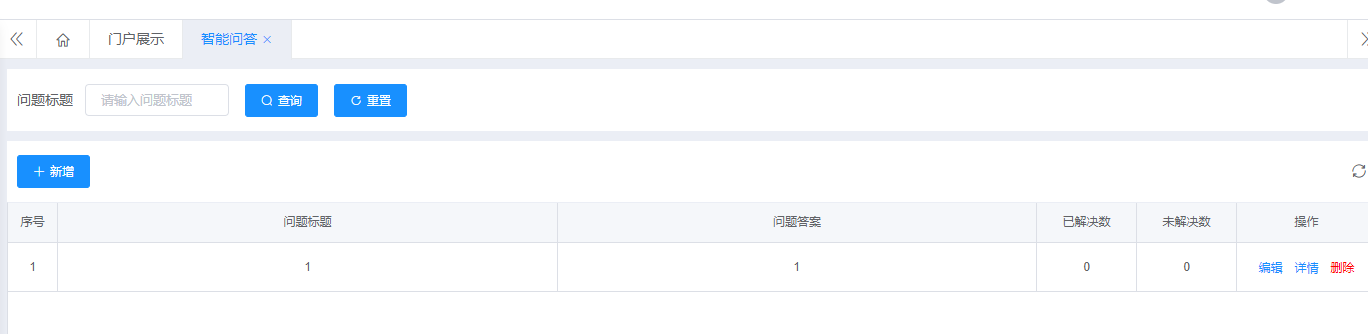 门户展示 智能问答
问题标题 请输入问题标题 查询 重置
新增
序号 问题标题 问题答案 已解决数 未解决数 操作
1 1 1 0 0 编辑 详情 删除